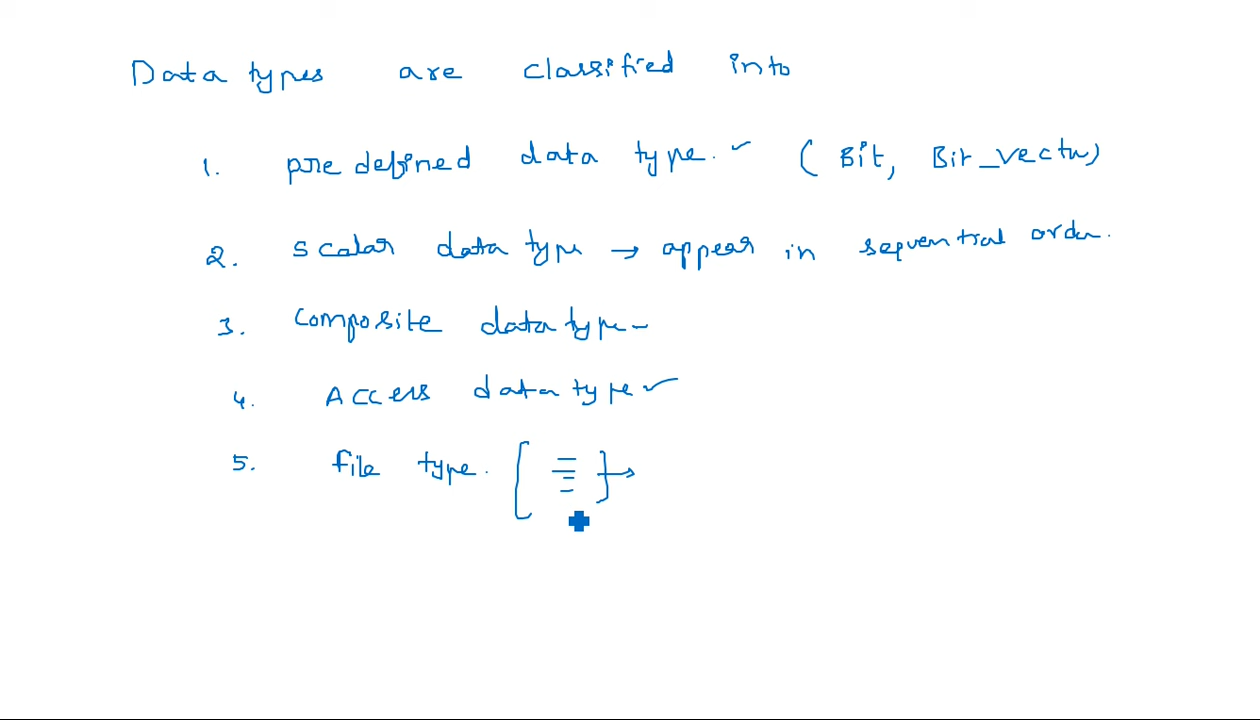 Data types are classified into
1. predefined data type. (Bit, Bit_vector)
2. scalar data type → appear in sequential order.
3. composite data type
4. Access data type
5. file type.